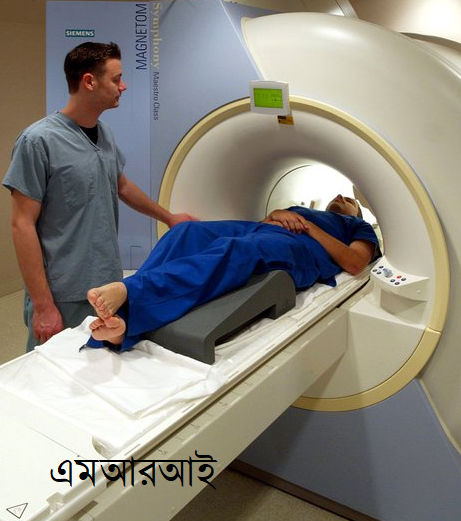 SIEMENS
MAGNETOM
Symphony Maestro Class
এমআরআই